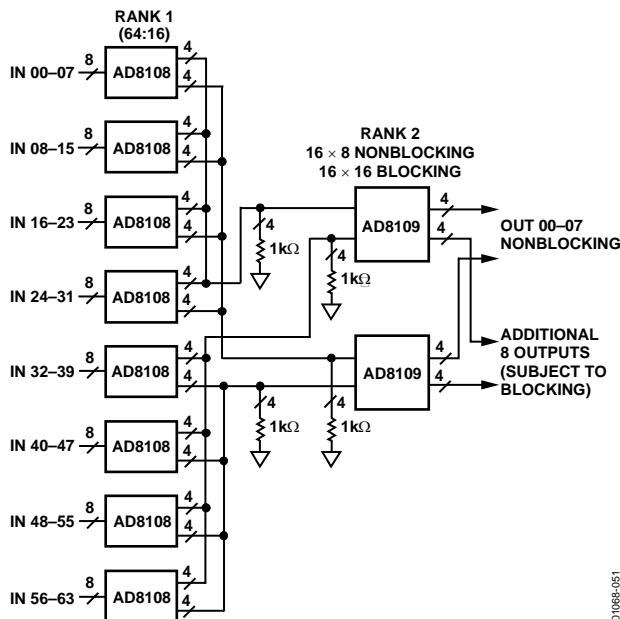 RANK 1
(64:16)
IN 00–07
8
AD8108
4
4
IN 08–15
8
AD8108
4
4
IN 16–23
8
AD8108
4
4
IN 24–31
8
AD8108
4
4
IN 32–39
8
AD8108
4
4
IN 40–47
8
AD8108
4
4
IN 48–55
8
AD8108
4
4
IN 56–63
8
AD8108
4
4
RANK 2
16 × 8 NONBLOCKING
16 × 16 BLOCKING
4
1kΩ
4
1kΩ
AD8109
4
4
4
1kΩ
4
1kΩ
AD8109
4
4
OUT 00–07
NONBLOCKING
ADDITIONAL
8 OUTPUTS
(SUBJECT TO
BLOCKING)
01068-051